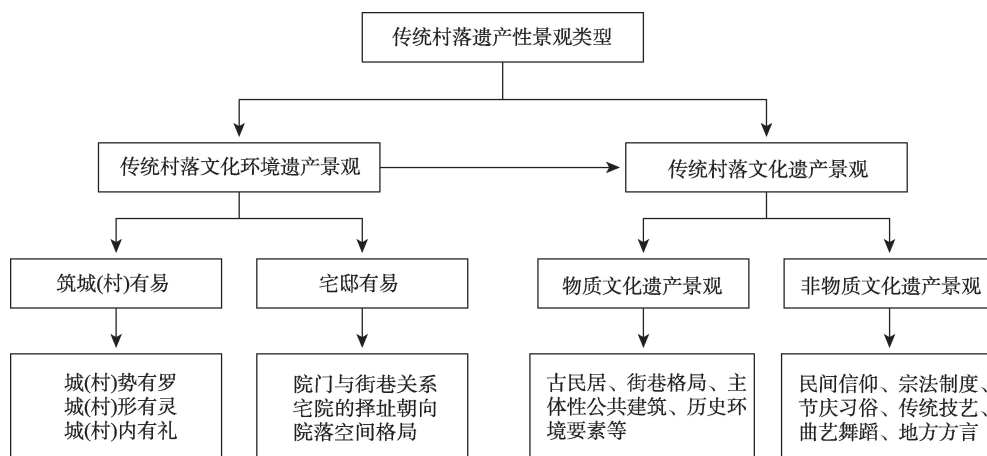 传统村落遗产性景观类型
传统村落文化环境遗产景观
传统村落文化遗产景观
筑城(村)有易
宅邸有易
物质文化遗产景观
非物质文化遗产景观
城(村)势有罗
城(村)形有灵
城(村)内有礼
院门与街巷关系
宅院的择址朝向
院落空间格局
古民居、街巷格局、主
体性公共建筑、历史环
境要素等
民间信仰、宗法制度、
节庆习俗、传统技艺、
曲艺舞蹈、地方方言